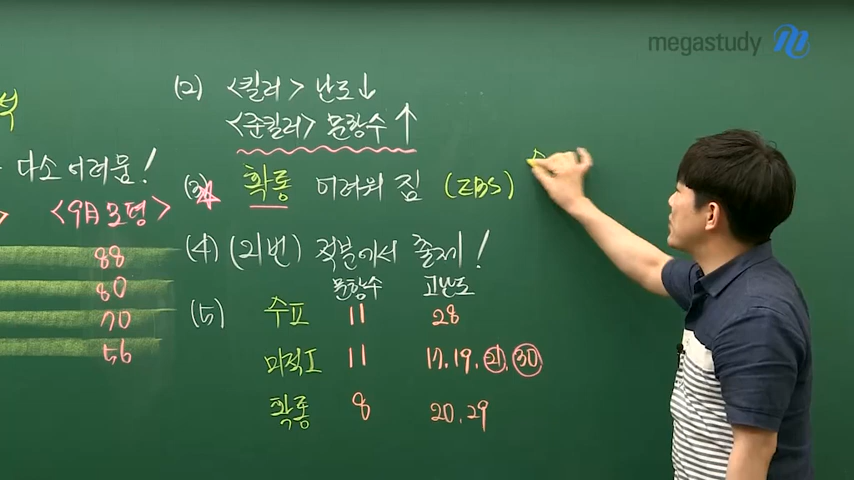 megastudy
(2) <킬러> 난도↓
<준킬러> 문항수 ↑
다소 어려움!
(3) 확통 어려워 짐 (EBS)
<9月모평>
88
80
70
56
(4) (21번) 적분에서 출제!
문항수 고난도
(5) 수Ⅱ 11 28
미적Ⅰ 11 17, 19, 21, 30
확통 8 20, 29